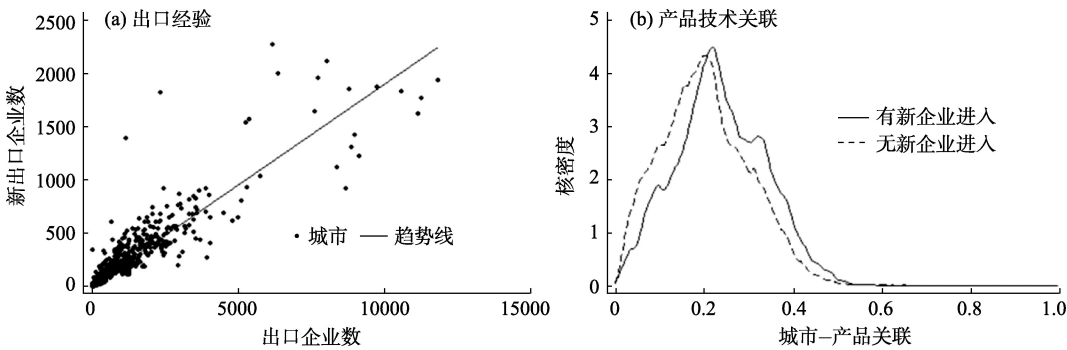 (a) 出口经验
2500
2000
1500
1000
500
0
新出口企业数
城市
趋势线
0 5000 10000 15000
出口企业数
(b) 产品技术关联
5
4
3
2
1
0
核密度
有新企业进入
无新企业进入
0 0.2 0.4 0.6 0.8 1.0
城市–产品关联